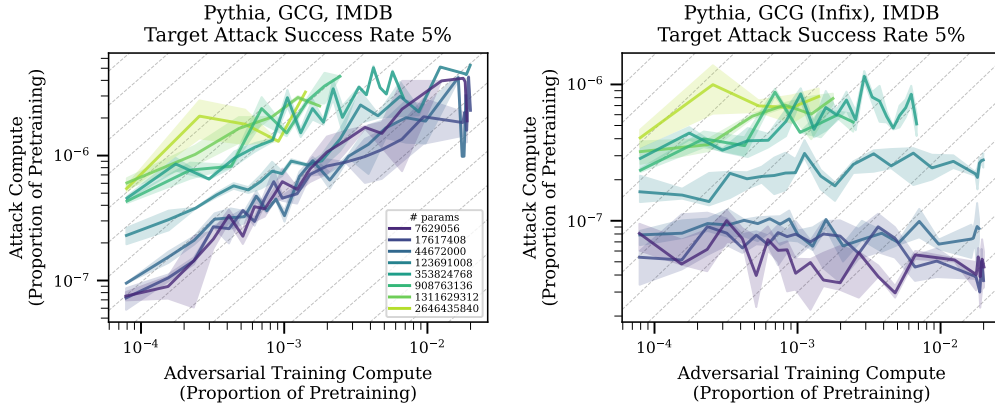 Pythia, GCG, IMDB
Target Attack Success Rate 5%
Attack Compute
(Proportion of Pretraining)
10⁻⁶
10⁻⁷
# params
7629056
17617408
44672000
123691008
353824768
908763136
1311629312
2646435840
10⁻⁴
10⁻³
10⁻²
Adversarial Training Compute
(Proportion of Pretraining)
Pythia, GCG (Infix), IMDB
Target Attack Success Rate 5%
Attack Compute
(Proportion of Pretraining)
10⁻⁶
10⁻⁷
10⁻⁴
10⁻³
10⁻²
Adversarial Training Compute
(Proportion of Pretraining)